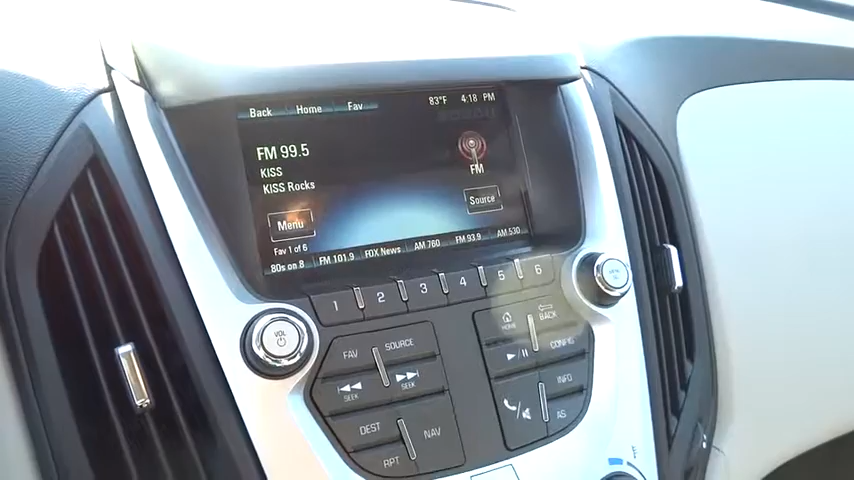 Back Home Fav 83°F 4:18 PM
FM 99.5
KISS
KISS Rocks
FM
Menu
Source
Fav 1 of 6
80s on 8 FM 101.9 FOX News AM 760 FM 93.9 AM 530
1 2 3 4 5 6
VOL
HOME BACK
FAV SOURCE
CONFIG
SEEK SEEK
INFO
DEST NAV
AS
RPT